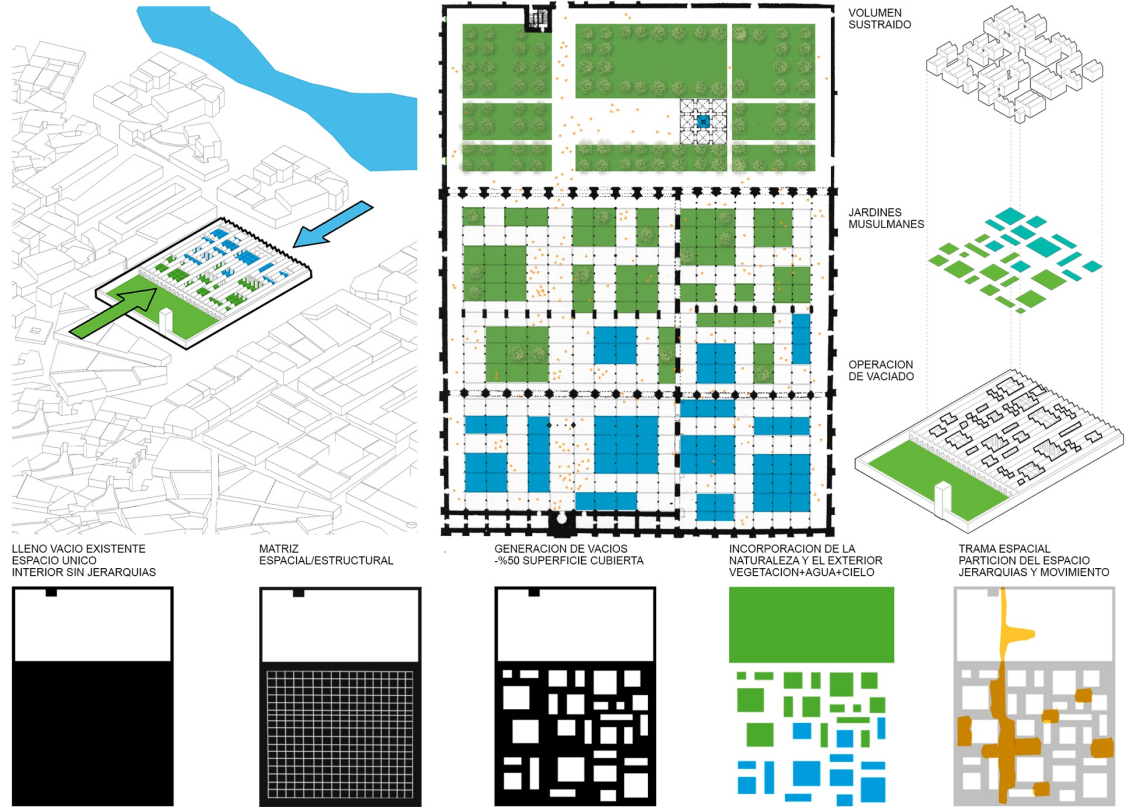 VOLUMEN
SUSTRAIDO
JARDINES
MUSULMANES
OPERACION
DE VACIADO
LLENO VACIO EXISTENTE
ESPACIO UNICO
INTERIOR SIN JERARQUIAS
MATRIZ
ESPACIAL/ESTRUCTURAL
GENERACION DE VACIOS
-%50 SUPERFICIE CUBIERTA
INCORPORACION DE LA
NATURALEZA Y EL EXTERIOR
VEGETACION+AGUA+CIELO
TRAMA ESPACIAL
PARTICION DEL ESPACIO
JERARQUIAS Y MOVIMIENTO